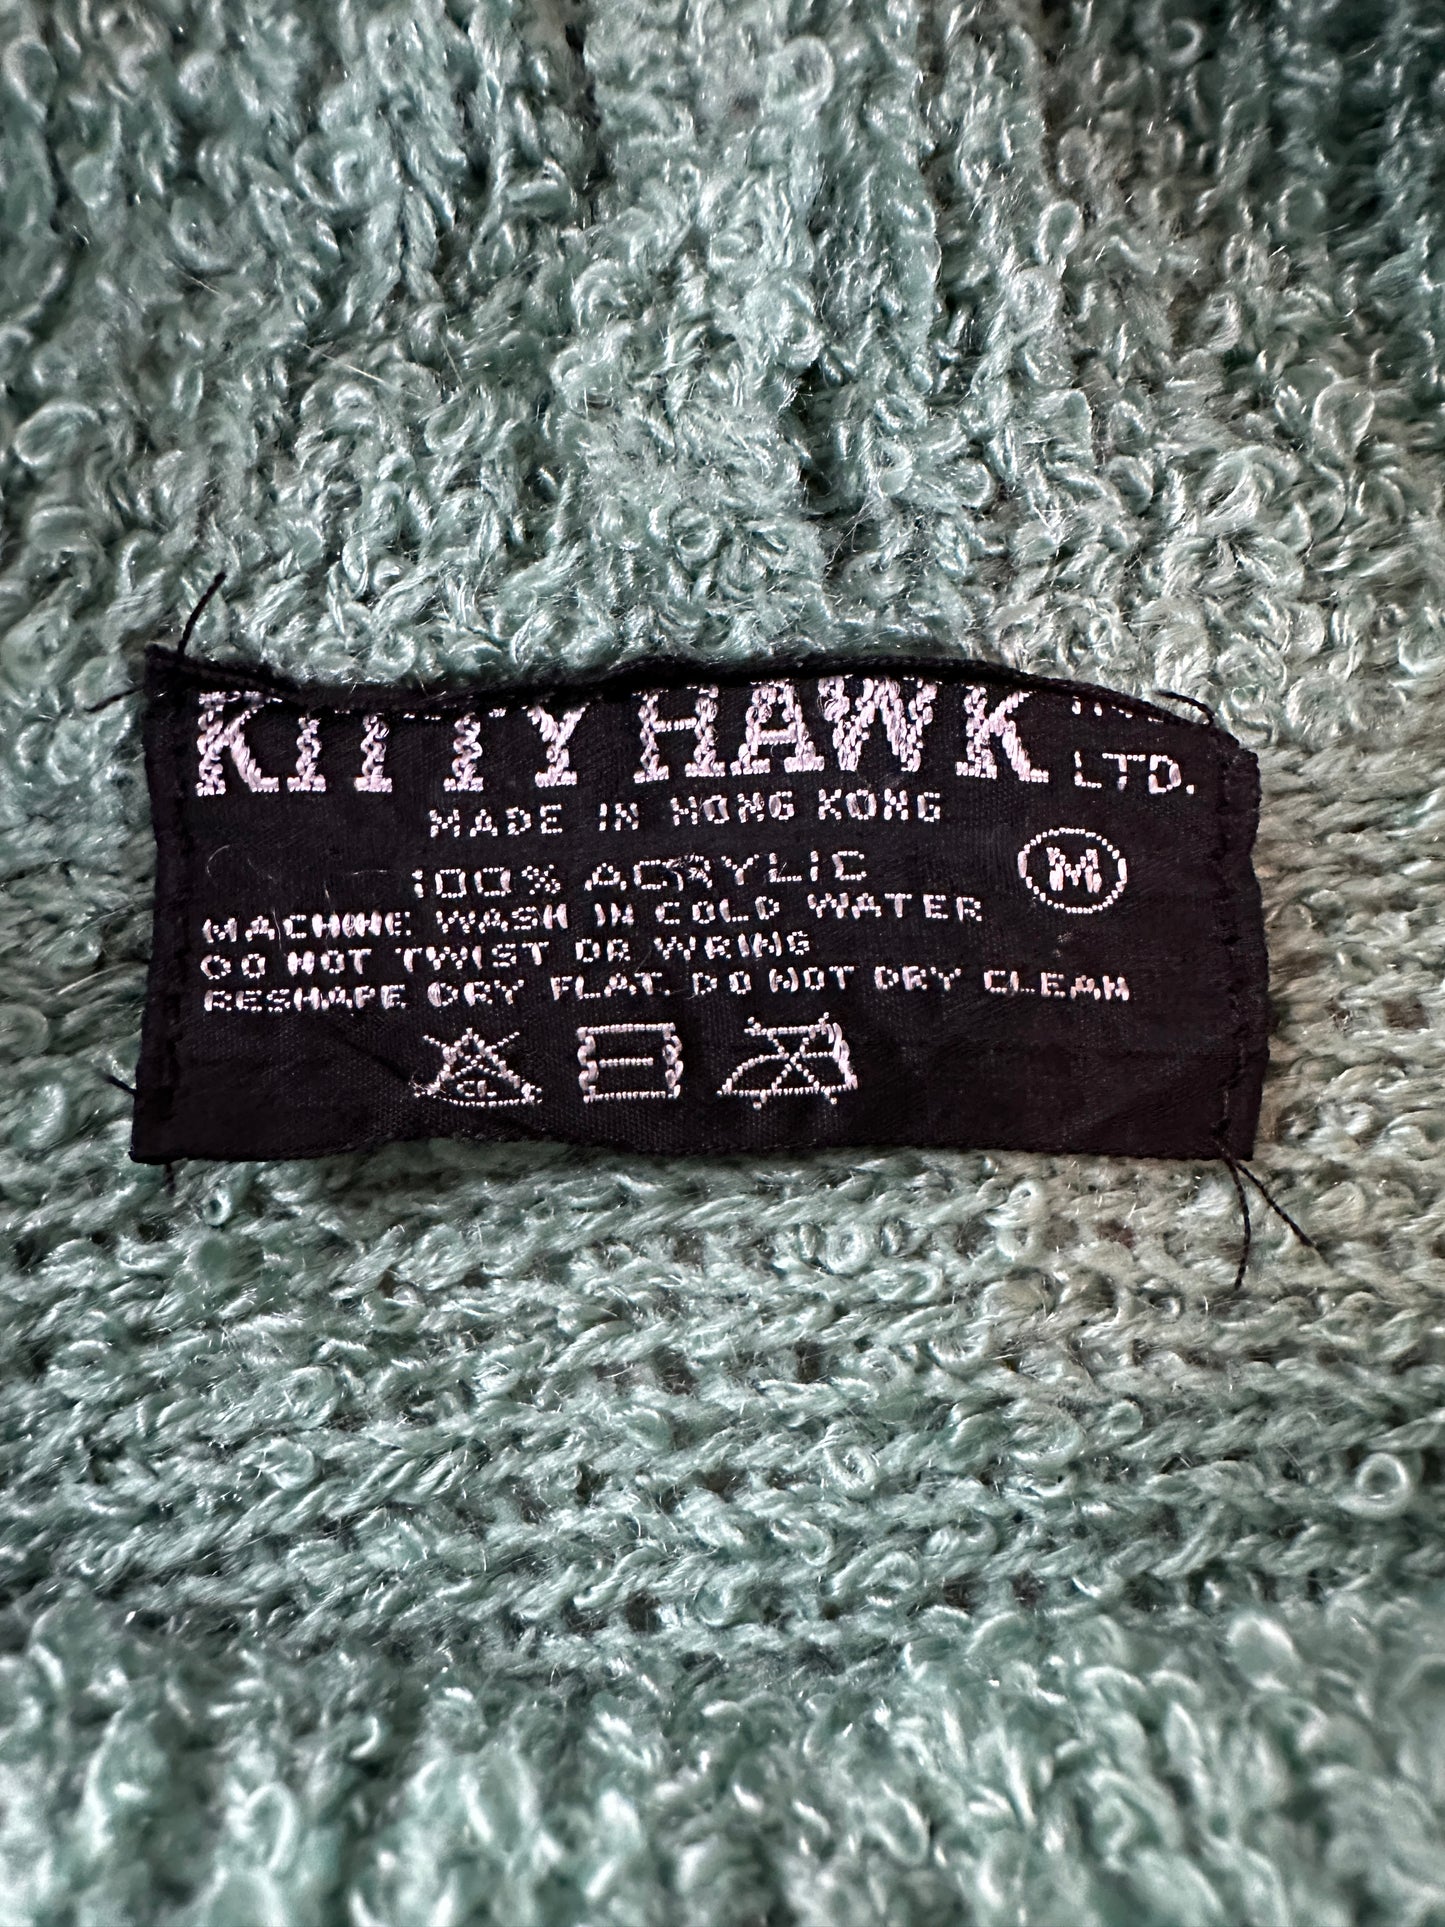 KITTY HAWK
LTD.
MADE IN HONG KONG
100% ACRYLIC
M
MACHINE WASH IN COLD WATER
DO NOT TWIST OR WRING
RESHAPE DRY FLAT. DO NOT DRY CLEAN
CL